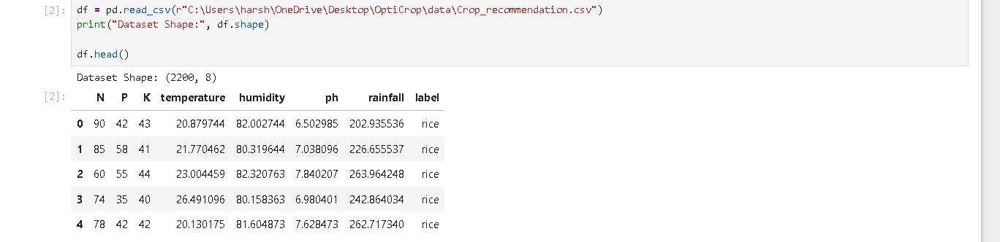 [2]: df = pd.read_csv(r"C:\Users\harsh\OneDrive\Desktop\OptiCrop\data\Crop_recommendation.csv")
print("Dataset Shape:", df.shape)
df.head()
Dataset Shape: (2200, 8)
[2]: N P K temperature humidity ph rainfall label
0 90 42 43 20.879744 82.002744 6.502985 202.935536 rice
1 85 58 41 21.770462 80.319644 7.038096 226.655537 rice
2 60 55 44 23.004459 82.320763 7.840207 263.964248 rice
3 74 35 40 26.491096 80.158363 6.980401 242.864034 rice
4 78 42 42 20.130175 81.604873 7.628473 262.717340 rice